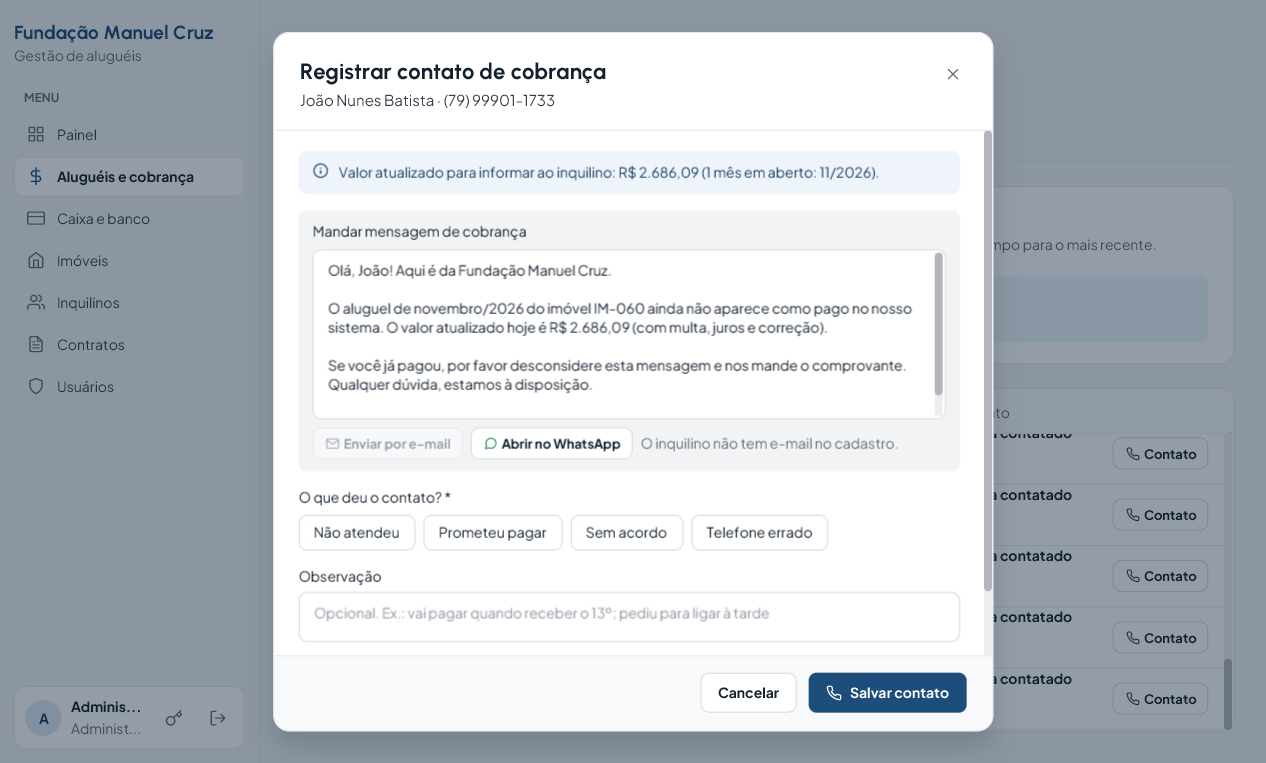 Fundação Manuel Cruz
Gestão de aluguéis
MENU
Painel
Aluguéis e cobrança
Caixa e banco
Imóveis
Inquilinos
Contratos
Usuários
A
Adminis...
Administ...
Registrar contato de cobrança
João Nunes Batista · (79) 99901-1733
Valor atualizado para informar ao inquilino: R$ 2.686,09 (1 mês em aberto: 11/2026).
Mandar mensagem de cobrança
Olá, João! Aqui é da Fundação Manuel Cruz.
O aluguel de novembro/2026 do imóvel IM-060 ainda não aparece como pago no nosso
sistema. O valor atualizado hoje é R$ 2.686,09 (com multa, juros e correção).
Se você já pagou, por favor desconsidere esta mensagem e nos mande o comprovante.
Qualquer dúvida, estamos à disposição.
Enviar por e-mail
Abrir no WhatsApp
O inquilino não tem e-mail no cadastro.
O que deu o contato? *
Não atendeu
Prometeu pagar
Sem acordo
Telefone errado
Observação
Opcional. Ex.: vai pagar quando receber o 13º; pediu para ligar à tarde
Cancelar
Salvar contato
para o mais recente.
contatado
Contato
contatado
Contato
contatado
Contato
contatado
Contato
contatado
Contato